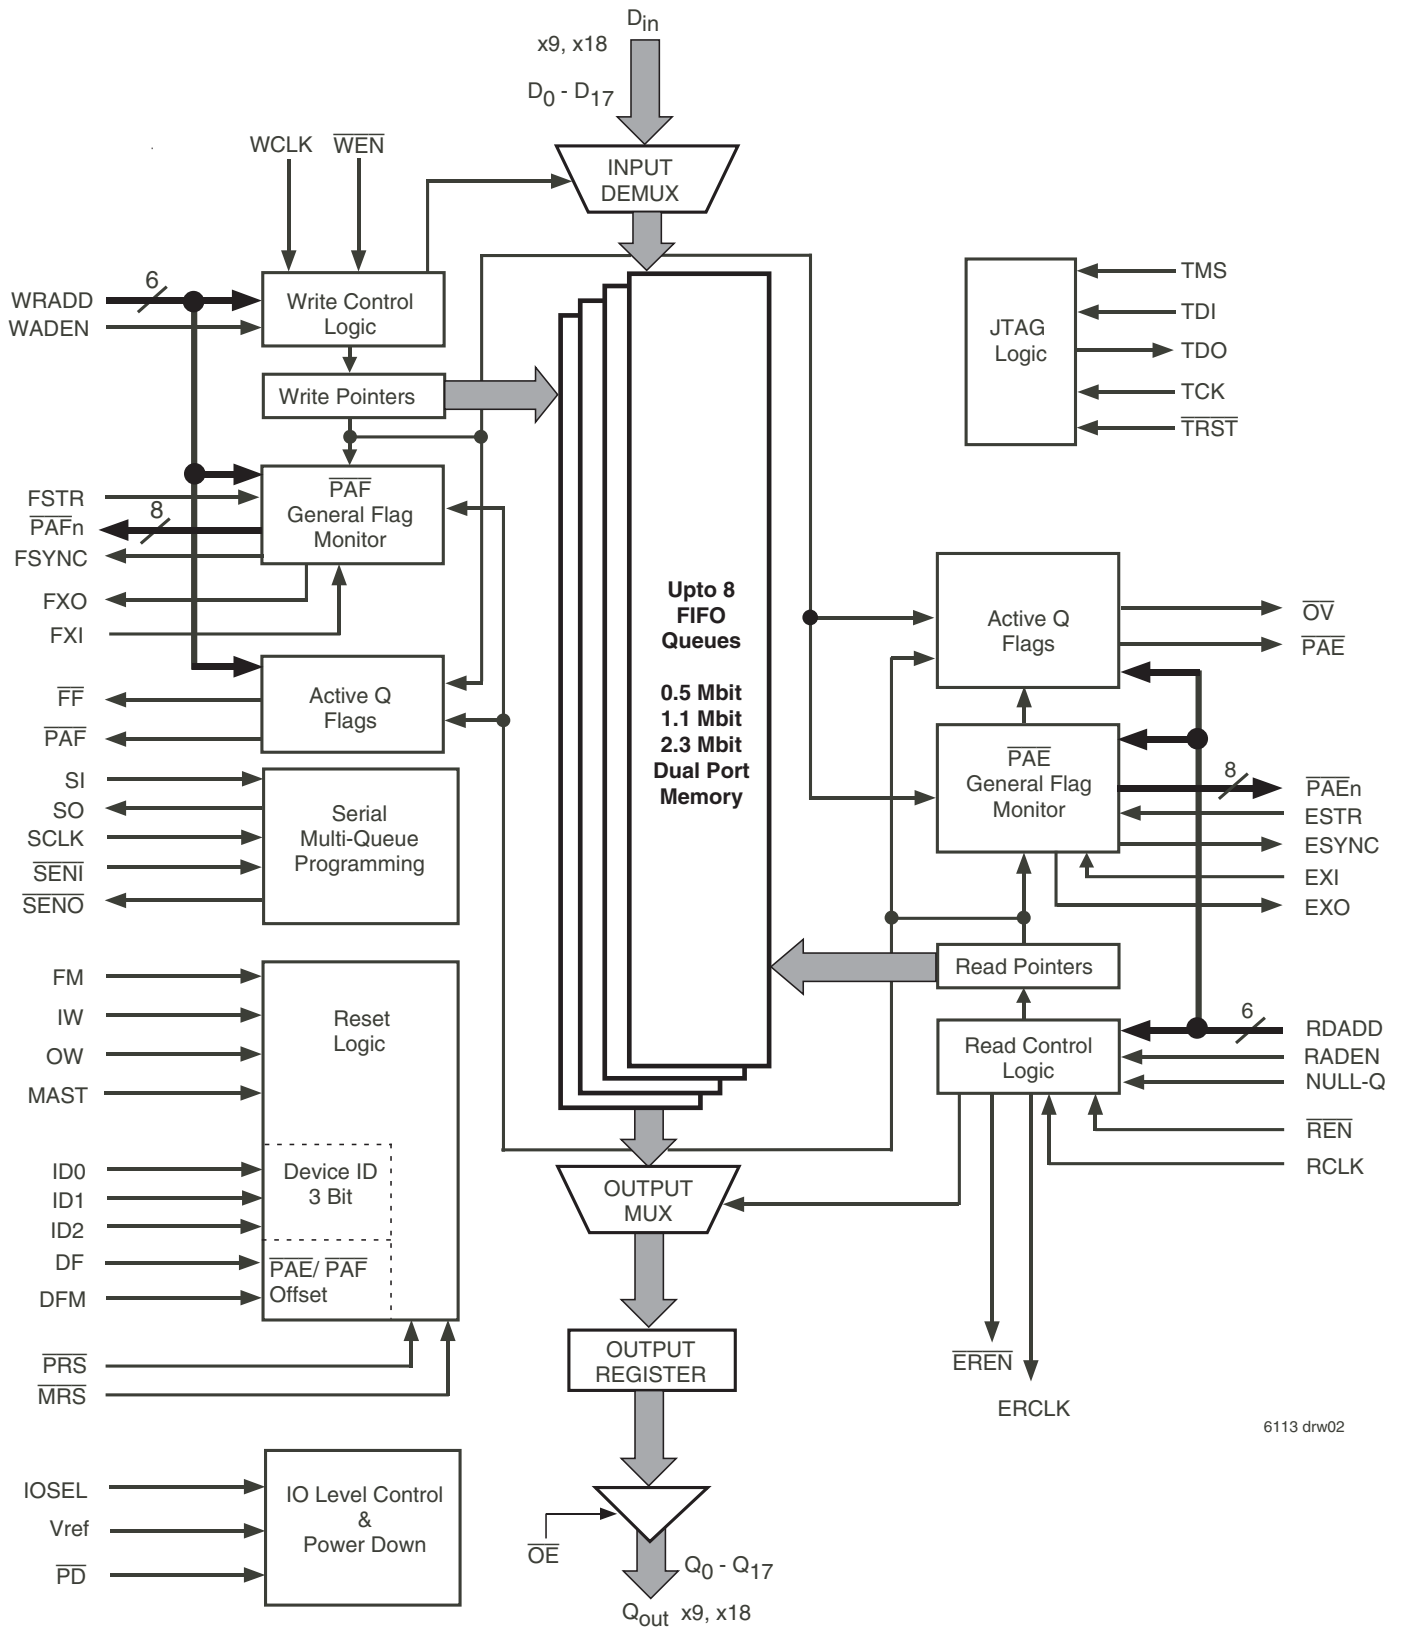 Din
x9, x18
D0 - D17
WCLK
WEN
INPUT
DEMUX
6
WRADD
WADEN
Write Control
Logic
Write Pointers
TMS
TDI
JTAG
Logic
TDO
TCK
TRST
FSTR
8
PAFn
FSYNC
FXO
FXI
PAF
General Flag
Monitor
FF
PAF
Active Q
Flags
Upto 8
FIFO
Queues
0.5 Mbit
1.1 Mbit
2.3 Mbit
Dual Port
Memory
Active Q
Flags
OV
PAE
PAE
General Flag
Monitor
8
PAEn
ESTR
ESYNC
EXI
EXO
SI
SO
SCLK
SENI
SENO
Serial
Multi-Queue
Programming
Read Pointers
FM
IW
OW
MAST
Reset
Logic
6
RDADD
RADEN
NULL-Q
REN
RCLK
Read Control
Logic
ID0
ID1
ID2
DF
DFM
Device ID
3 Bit
PAE/ PAF
Offset
OUTPUT
MUX
PRS
MRS
OUTPUT
REGISTER
EREN
ERCLK
6113 drw02
IOSEL
Vref
PD
IO Level Control
&
Power Down
OE
Q0 - Q17
Qout x9, x18